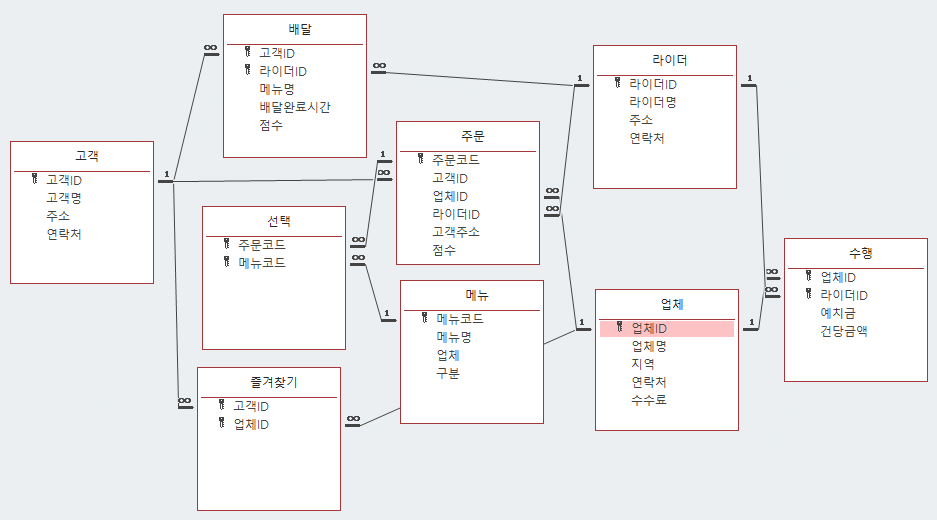 배달
고객ID
라이더ID
메뉴명
배달완료시간
점수
라이더
라이더ID
라이더명
주소
연락처
주문
주문코드
고객ID
업체ID
라이더ID
고객주소
점수
고객
고객ID
고객명
주소
연락처
선택
주문코드
메뉴코드
수행
업체ID
라이더ID
예치금
건당금액
메뉴
메뉴코드
메뉴명
업체
구분
업체
업체ID
업체명
지역
연락처
수수료
즐겨찾기
고객ID
업체ID
∞
∞
1
1
1
∞
1
∞
∞
∞
∞
∞
∞
∞
1
1
1
∞
∞